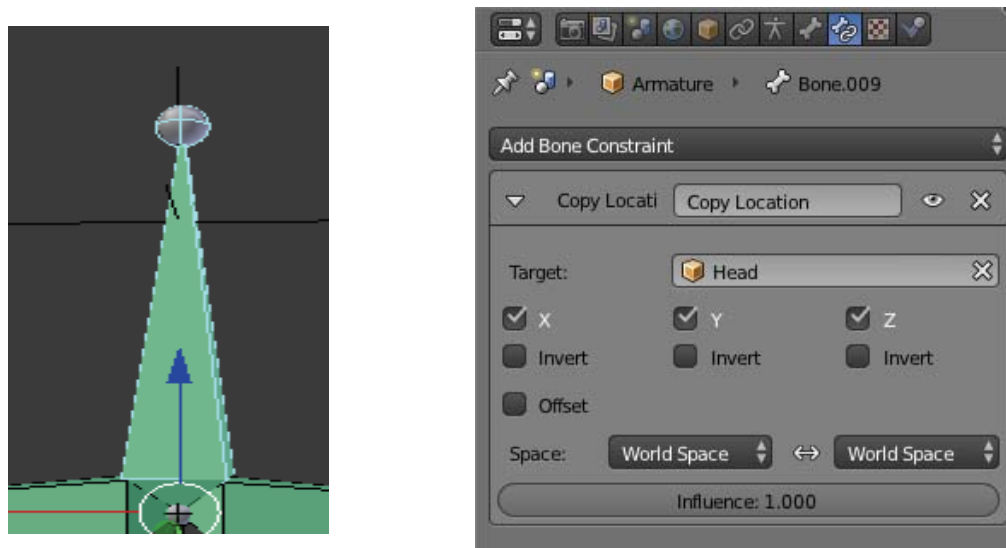 Armature Bone.009
Add Bone Constraint
Copy Locati Copy Location
Target: Head
X Y Z
Invert Invert Invert
Offset
Space: World Space World Space
Influence: 1.000